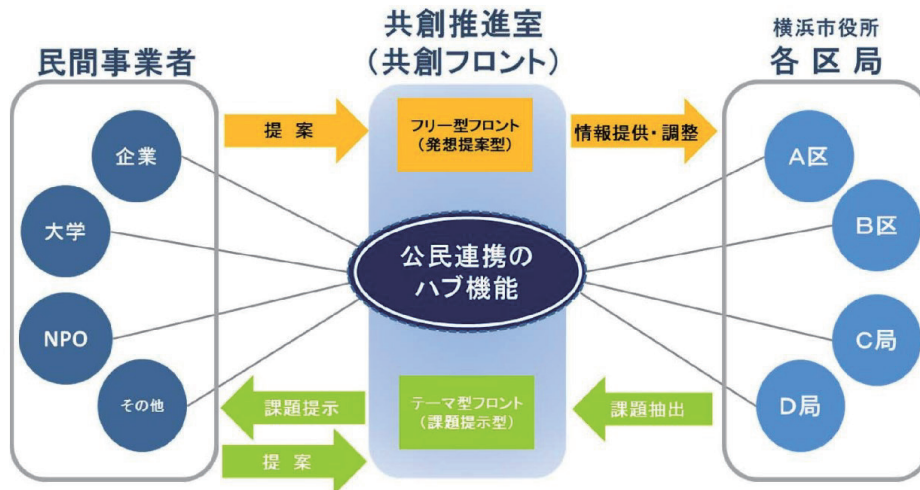 民間事業者
共創推進室
（共創フロント）
横浜市役所
各区局
提 案
フリー型フロント
（発想提案型）
情報提供・調整
企業
大学
NPO
その他
公民連携の
ハブ機能
A区
B区
C局
D局
課題提示
テーマ型フロント
（課題提示型）
課題抽出
提 案